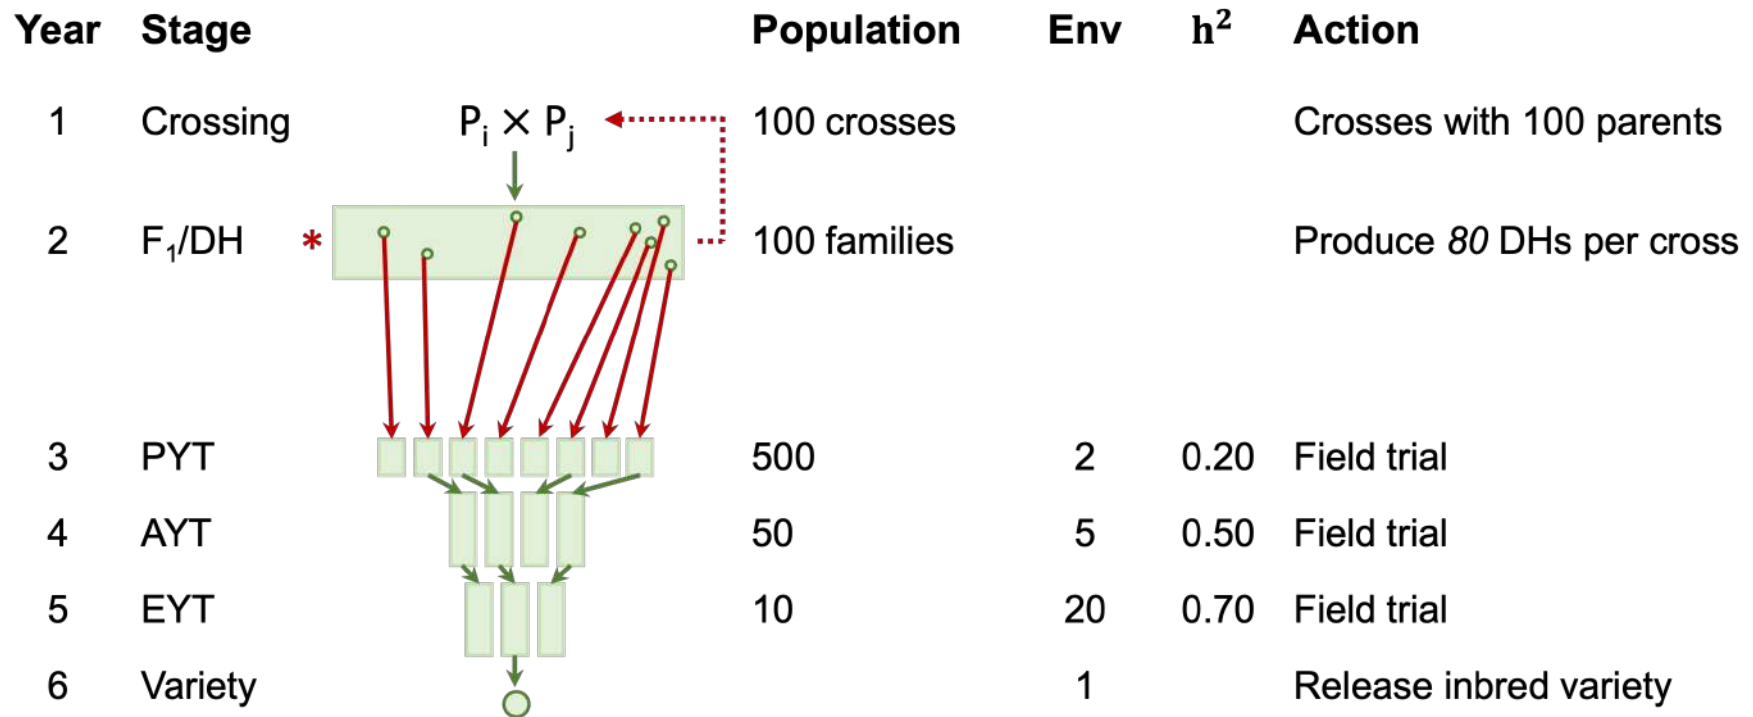 Year Stage Population Env h² Action
1 Crossing Pᵢ × Pⱼ 100 crosses Crosses with 100 parents
2 F₁/DH * 100 families Produce 80 DHs per cross
3 PYT 500 2 0.20 Field trial
4 AYT 50 5 0.50 Field trial
5 EYT 10 20 0.70 Field trial
6 Variety 1 Release inbred variety